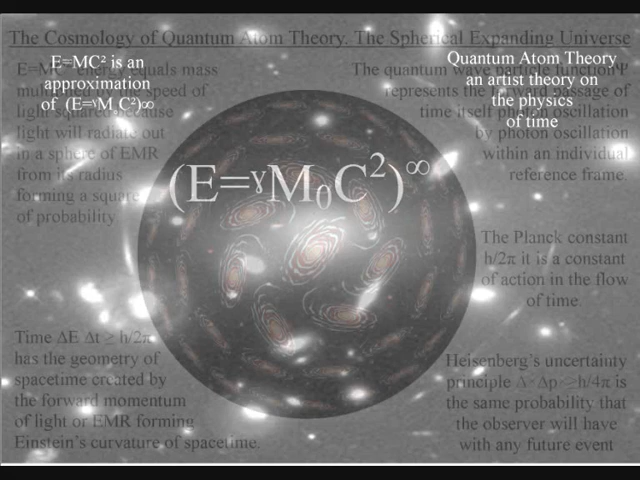 The Cosmology of Quantum Atom Theory. The Spherical Expanding Universe
E=MC² is an
approximation
of (E=ᵞM C²)∞
Quantum Atom Theory
an artist theory on
the physics
of time
E=MC² energy equals mass
multiplied by the speed of
light squared because
light will radiate out
in a sphere of EMR
from its radius
forming a square
of probability
The quantum wave particle function Ψ
represents the forward passage of
time itself photon oscillation
by photon oscillation
within an individual
reference frame.
(E=ᵞM₀C²)∞
The Planck constant
h/2π it is a constant
of action in the flow
of time.
Time ΔE Δt ≥ h/2π
has the geometry of
spacetime created by
the forward momentum
of light or EMR forming
Einstein's curvature of spacetime.
Heisenberg's uncertainty
principle Δ×Δp ≥h/4π is
the same probability that
the observer will have
with any future event